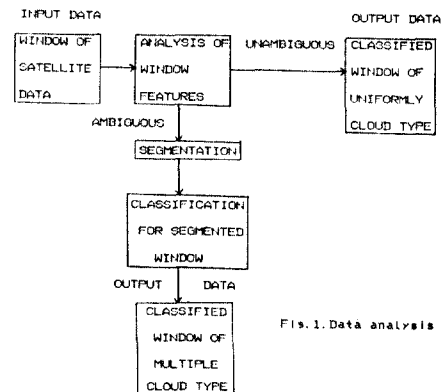 INPUT DATA
WINDOW OF
SATELLITE
DATA
ANALYSIS OF
WINDOW
FEATURES
UNAMBIGUOUS
OUTPUT DATA
CLASSIFIED
WINDOW OF
UNIFORMLY
CLOUD TYPE
AMBIGUOUS
SEGMENTATION
CLASSIFICATION
FOR SEGMENTED
WINDOW
OUTPUT DATA
CLASSIFIED
WINDOW OF
MULTIPLE
CLOUD TYPE
Fig.1.Data analysis